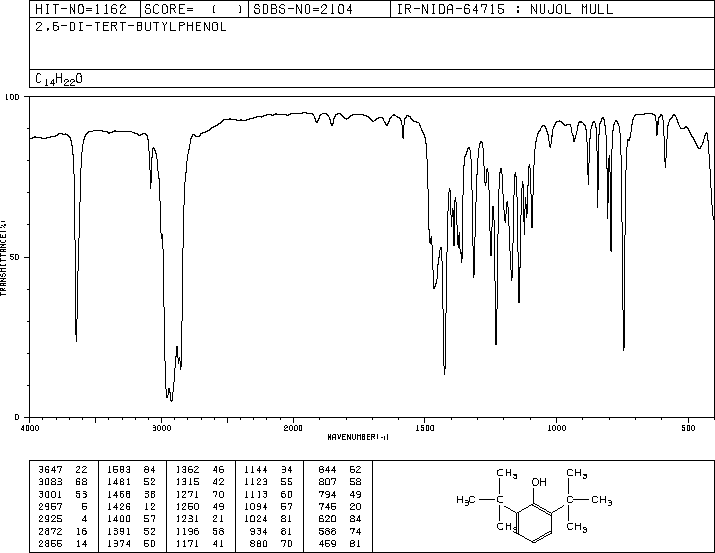 HIT-NO=1162 SCORE= ( ) SDBS-NO=2104 IR-NIDA-64715 : NUJOL MULL
2,6-DI-TERT-BUTYLPHENOL
C14H22O
100
50
0
TRANSMITTANCE(%)
4000 3000 2000 1500 1000 500
WAVENUMBER(-1)
3647 22 1583 84 1362 46 1144 34 844 62
3083 68 1481 52 1315 42 1123 55 807 58
3001 53 1468 38 1271 70 1113 60 794 49
2957 5 1426 12 1250 49 1094 57 745 20
2925 4 1400 57 1231 21 1024 81 620 84
2872 16 1391 52 1196 58 934 81 588 74
2855 14 1374 50 1171 41 880 70 459 81
CH3 OH CH3
H3C C C CH3
CH3 CH3